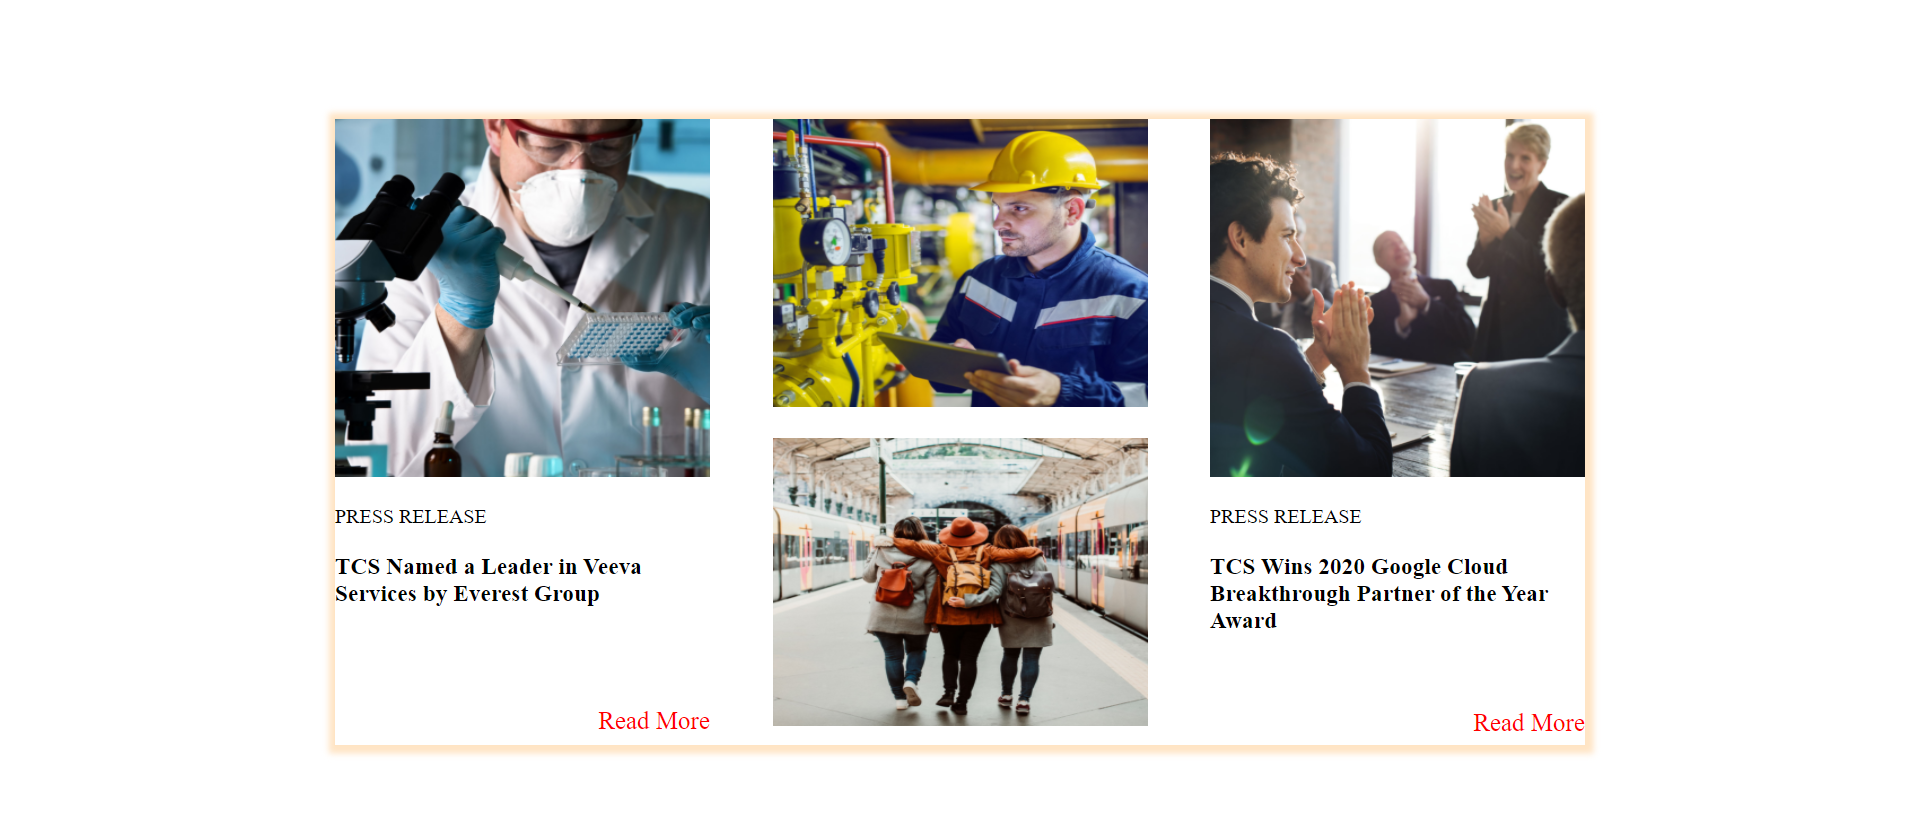 PRESS RELEASE
TCS Named a Leader in Veeva
Services by Everest Group
Read More
PRESS RELEASE
TCS Wins 2020 Google Cloud
Breakthrough Partner of the Year
Award
Read More